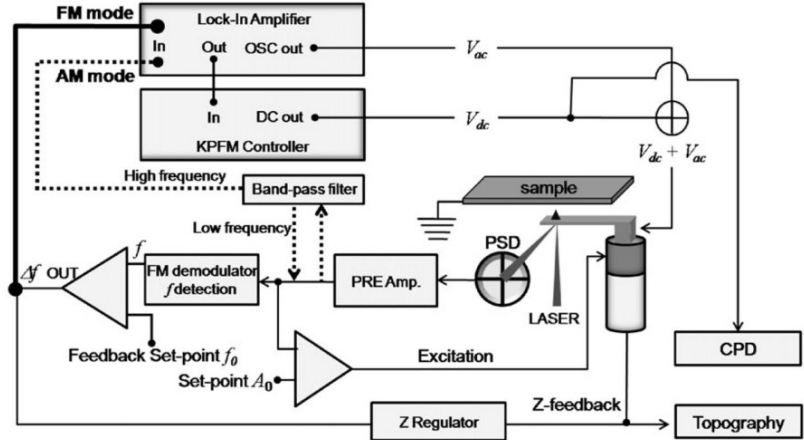 FM mode
Lock-In Amplifier
In
Out
OSC out
V_ac
AM mode
In
DC out
V_dc
KPFM Controller
V_dc + V_ac
High frequency
Band-pass filter
sample
Low frequency
PSD
Δf OUT
f
FM demodulator
f detection
PRE Amp.
LASER
Feedback Set-point f_0
Excitation
CPD
Set-point A_0
Z-feedback
Z Regulator
Topography